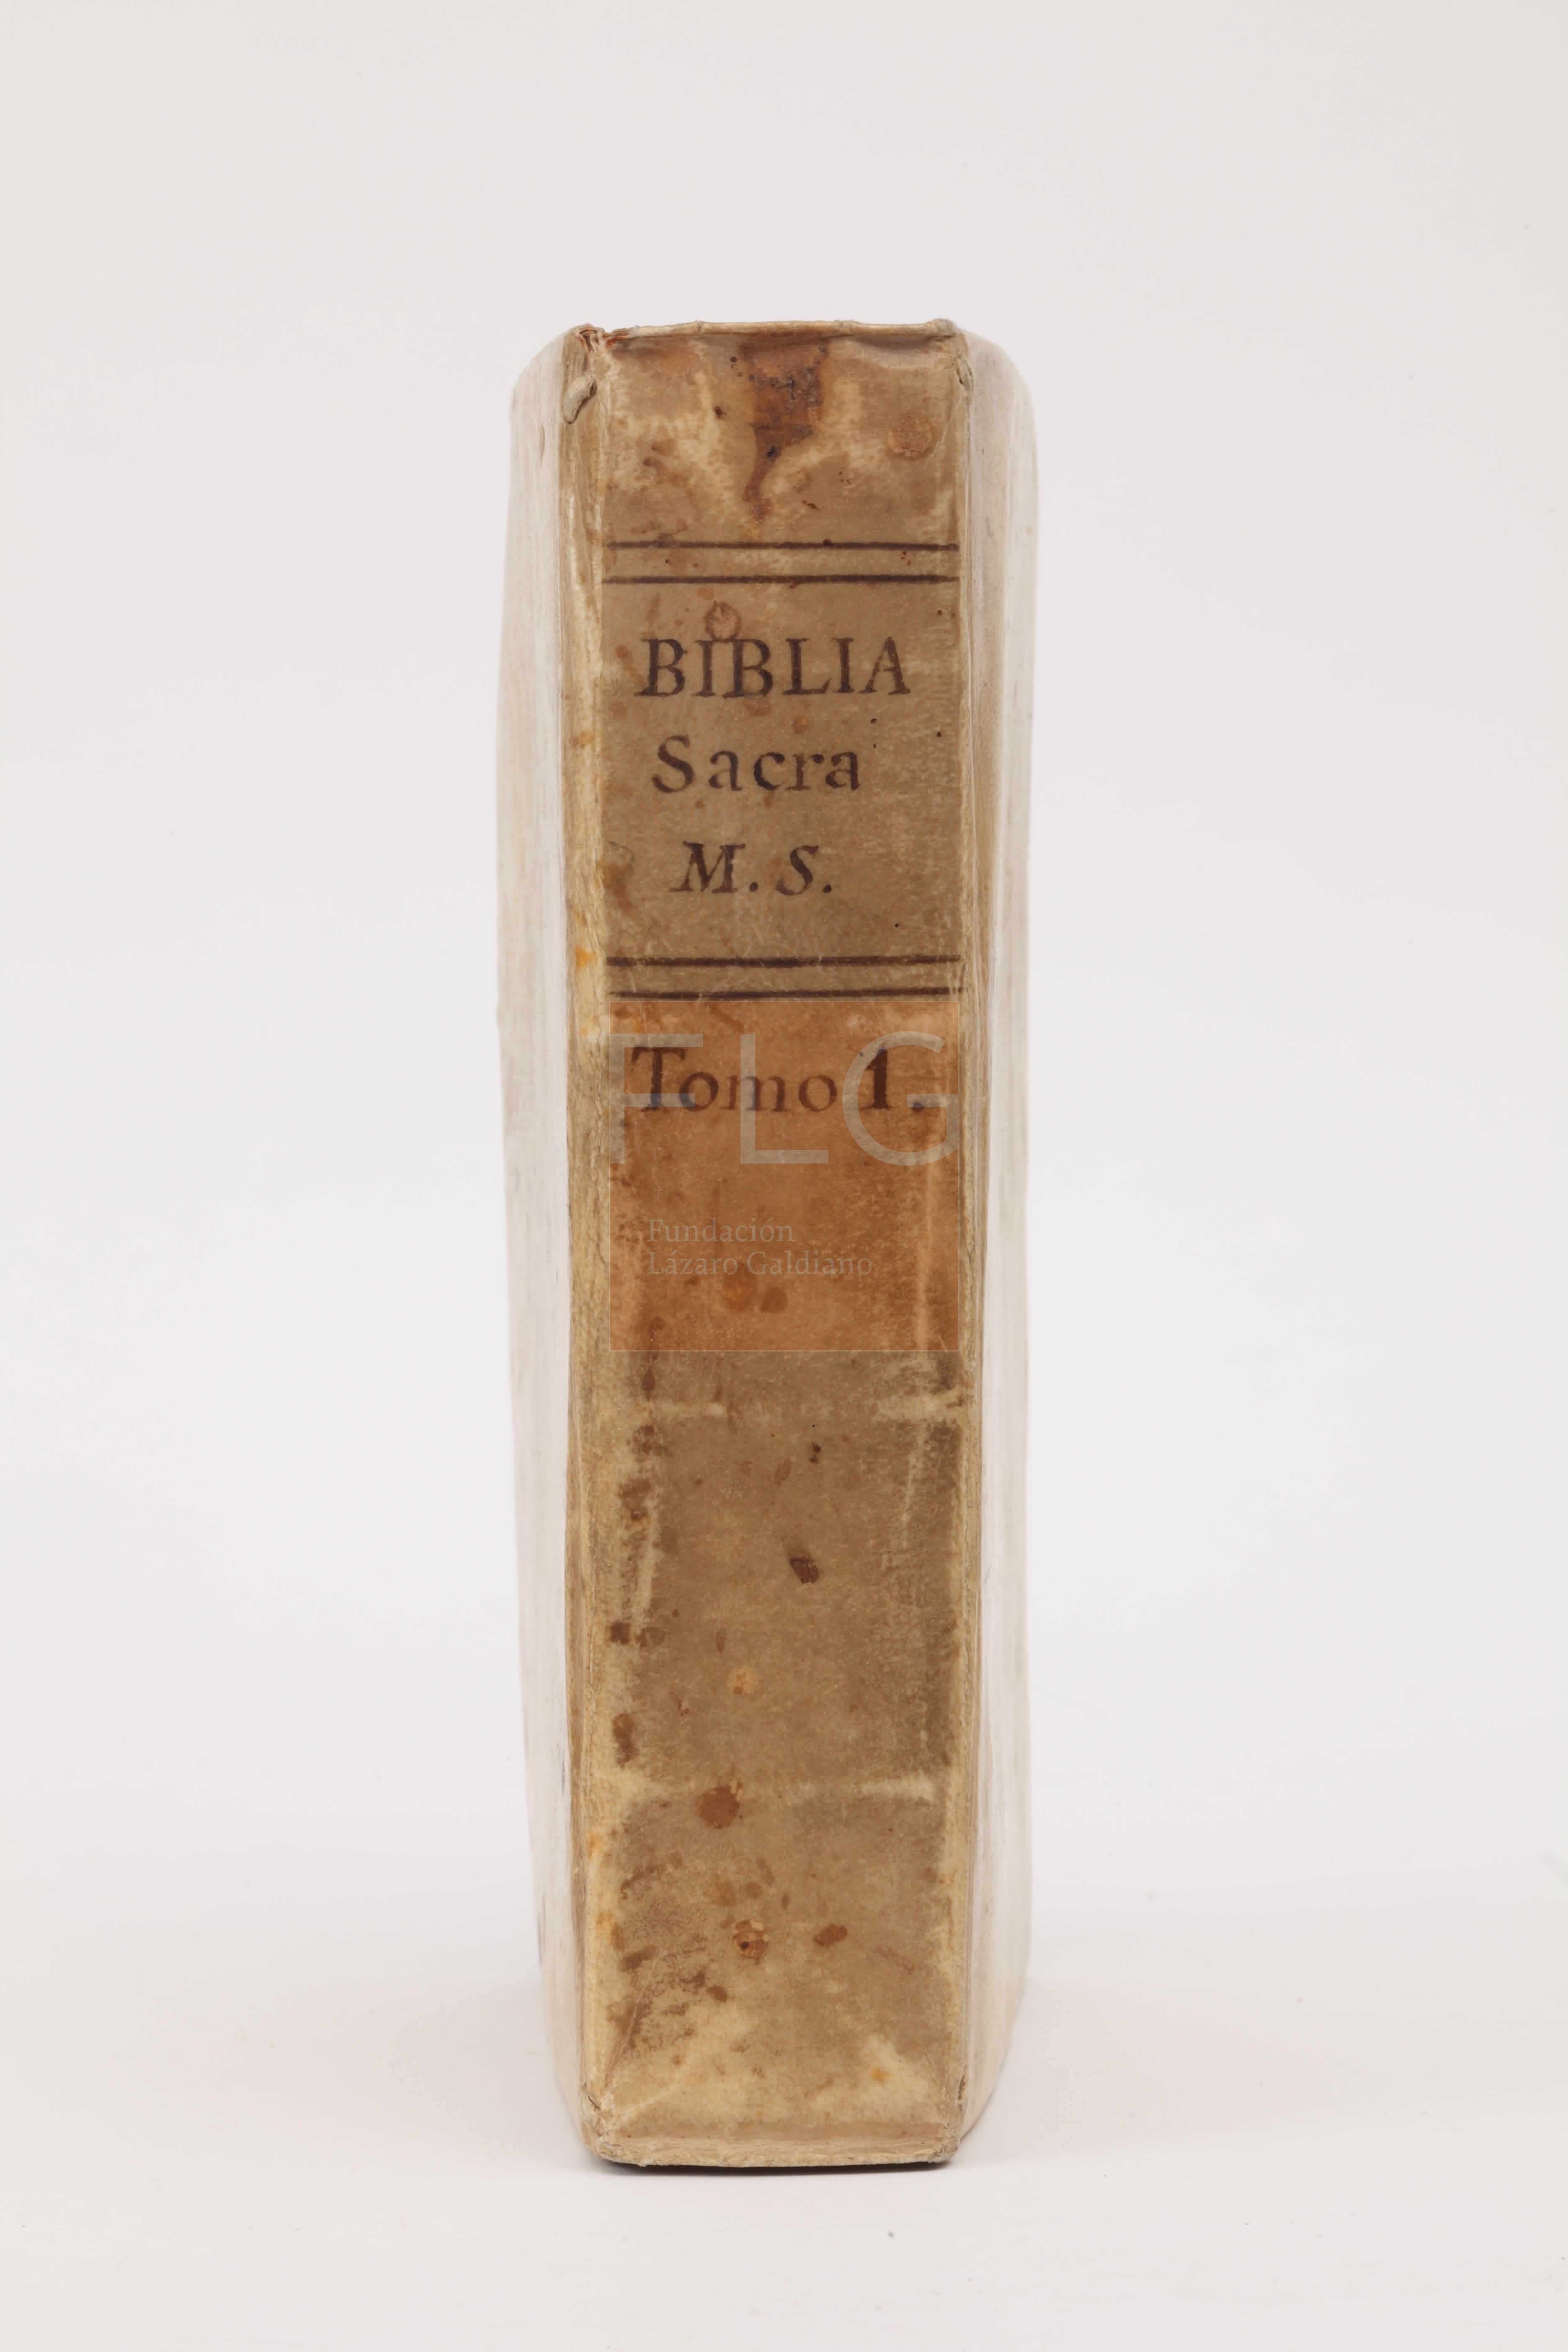 BIBLIA
Sacra
M. S.
Tomo 1.
FLG
Fundación
Lázaro Galdiano